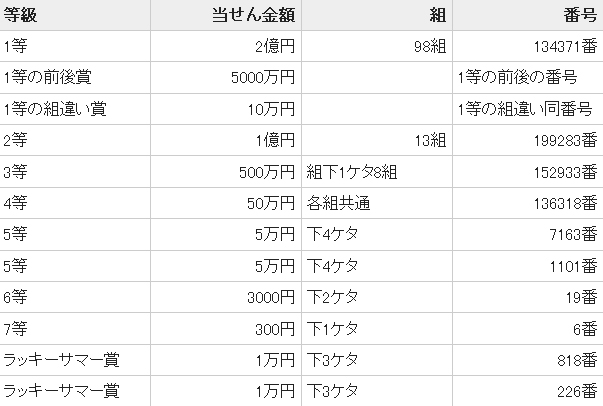 等級 当せん金額 組 番号
1等 2億円 98組 134371番
1等の前後賞 5000万円 1等の前後の番号
1等の組違い賞 10万円 1等の組違い同番号
2等 1億円 13組 199283番
3等 500万円 組下1ケタ8組 152933番
4等 50万円 各組共通 136318番
5等 5万円 下4ケタ 7163番
5等 5万円 下4ケタ 1101番
6等 3000円 下2ケタ 19番
7等 300円 下1ケタ 6番
ラッキーサマー賞 1万円 下3ケタ 818番
ラッキーサマー賞 1万円 下3ケタ 226番